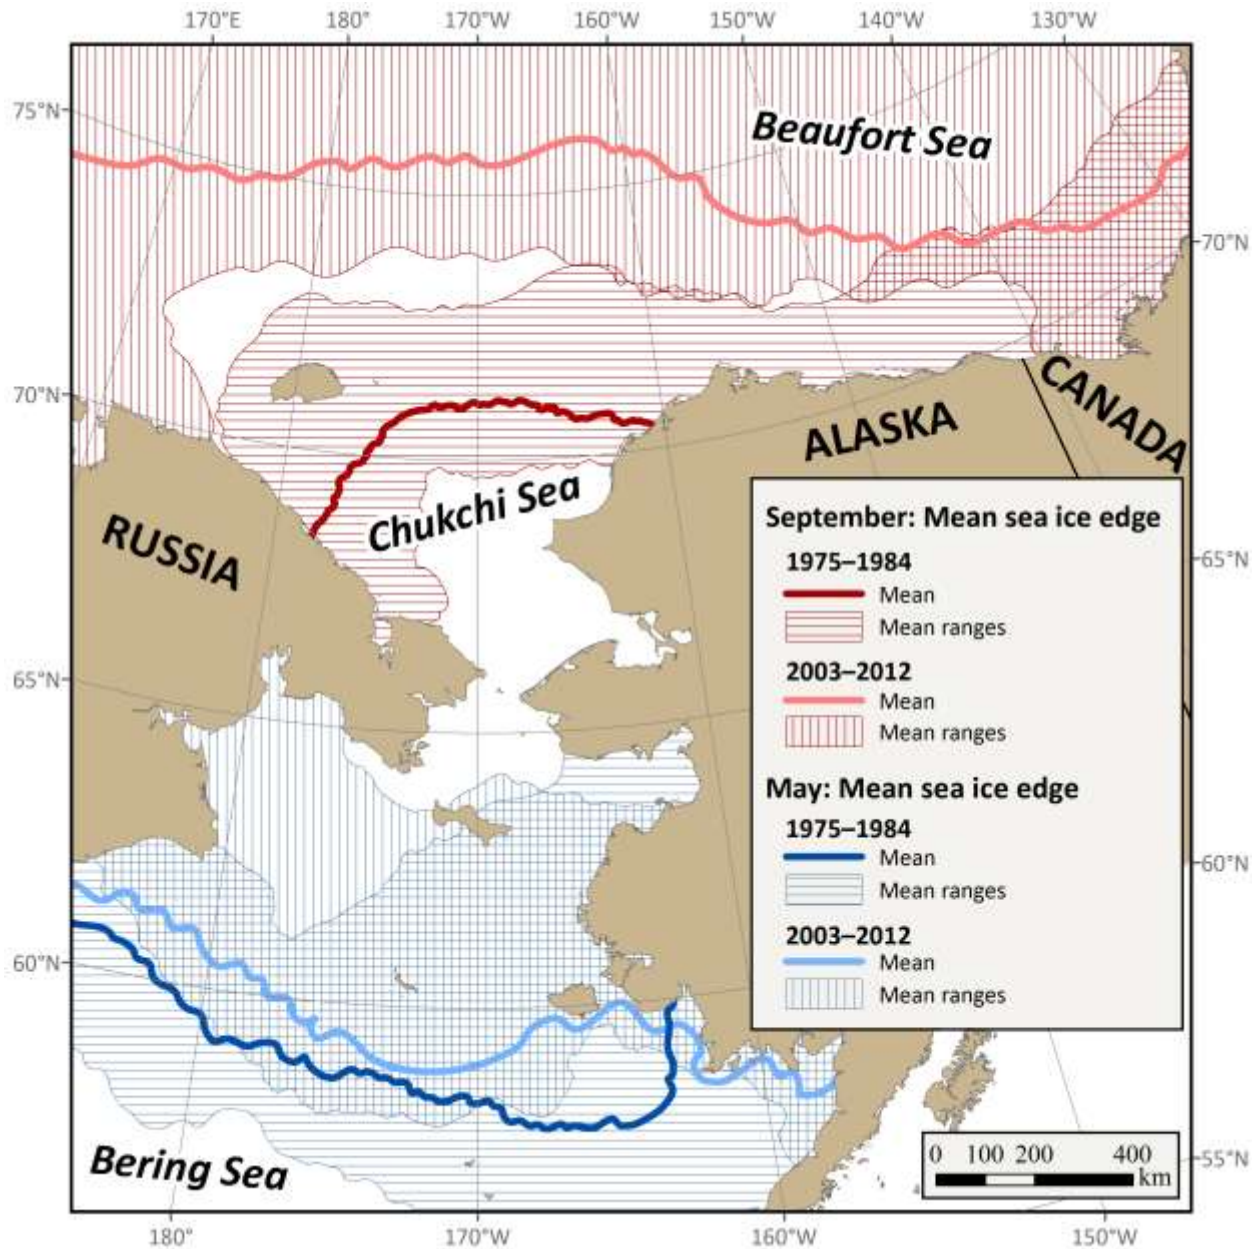 170°E 180° 170°W 160°W 150°W 140°W 130°W
75°N
Beaufort Sea
70°N
70°N
CANADA
ALASKA
Chukchi Sea
RUSSIA
September: Mean sea ice edge
1975–1984
Mean
Mean ranges
2003–2012
Mean
Mean ranges
65°N
65°N
May: Mean sea ice edge
1975–1984
Mean
Mean ranges
2003–2012
Mean
Mean ranges
60°N
60°N
Bering Sea
0 100 200 400
km
55°N
180° 170°W 160°W 150°W